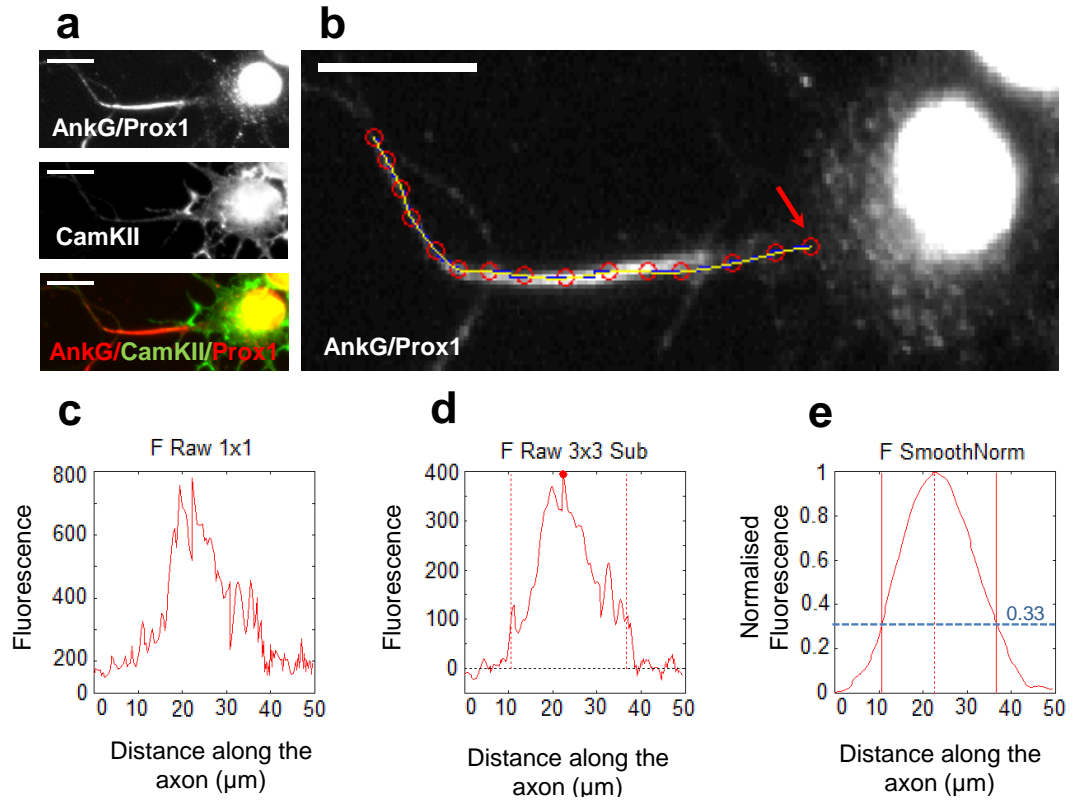 a
AnkG/Prox1
CamKII
AnkG/CamKII/Prox1
b
AnkG/Prox1
c
F Raw 1x1
Fluorescence
800
600
400
200
0
0 10 20 30 40 50
Distance along the
axon (µm)
d
F Raw 3x3 Sub
Fluorescence
400
300
200
100
0
0 10 20 30 40 50
Distance along the
axon (µm)
e
F SmoothNorm
Normalised
Fluorescence
1
0.8
0.6
0.4
0.2
0
0.33
0 10 20 30 40 50
Distance along the
axon (µm)